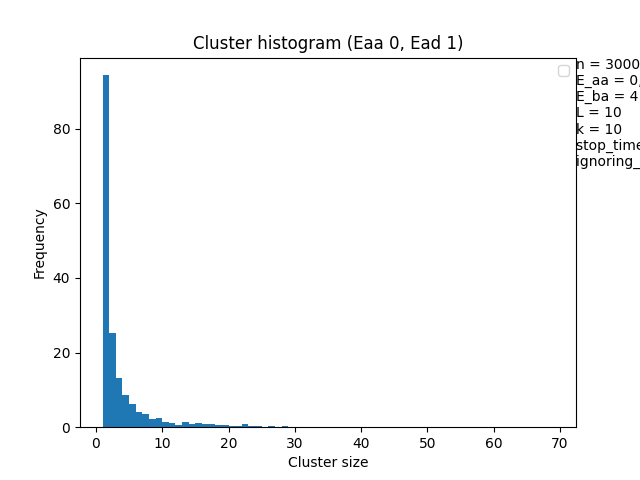 Cluster histogram (Eaa 0, Ead 1)
n = 3000
E_aa = 0,
E_ba = 4
L = 10
k = 10
stop_time
ignoring_
Frequency
80
60
40
20
0
0 10 20 30 40 50 60 70
Cluster size